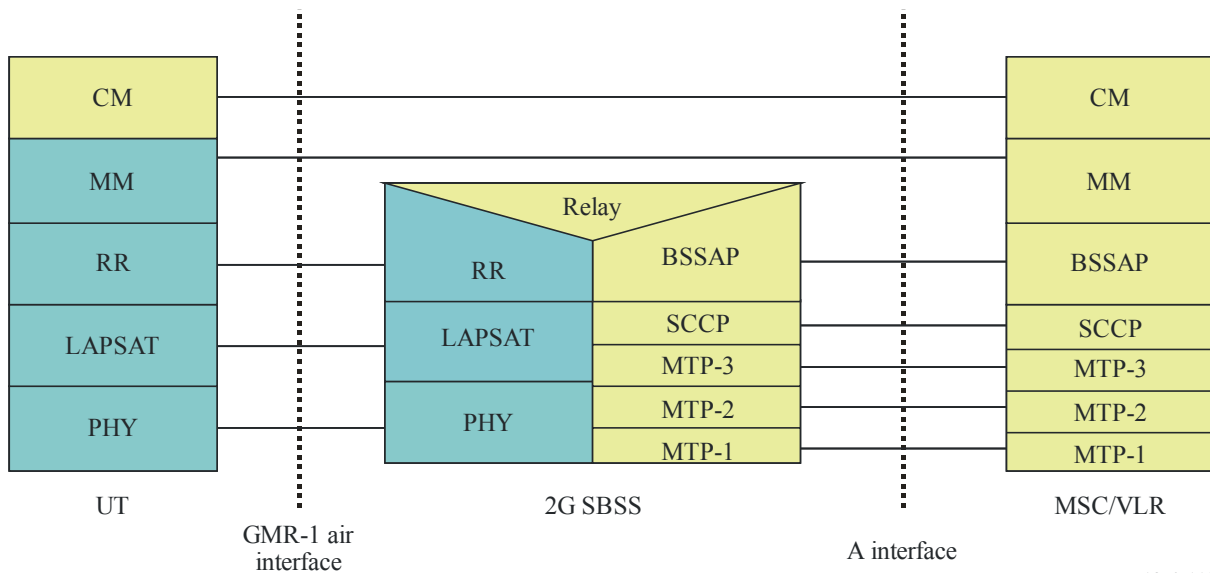 CM
MM
RR
LAPSAT
PHY
UT
GMR-1 air
interface
Relay
RR
LAPSAT
PHY
BSSAP
SCCP
MTP-3
MTP-2
MTP-1
2G SBSS
A interface
CM
MM
BSSAP
SCCP
MTP-3
MTP-2
MTP-1
MSC/VLR